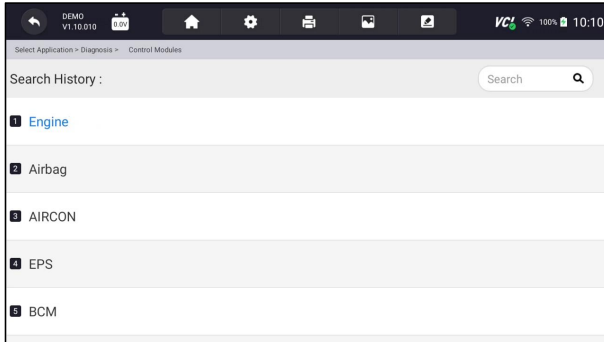 DEMO
V1.10.010
0.0V
VCI 100% 10:10
Select Application > Diagnosis > Control Modules
Search History :
Search
1 Engine
2 Airbag
3 AIRCON
4 EPS
5 BCM